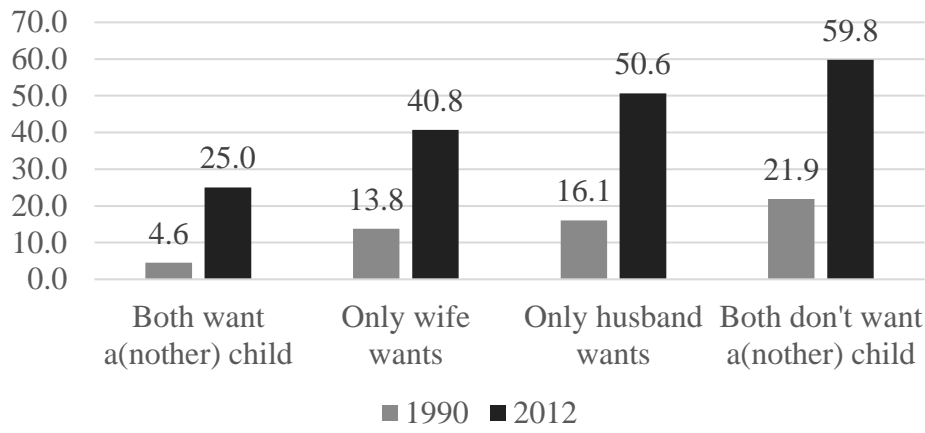 70.0
60.0
50.0
40.0
30.0
20.0
10.0
0.0
4.6
25.0
13.8
40.8
16.1
50.6
21.9
59.8
Both want
a(nother) child
Only wife
wants
Only husband
wants
Both don't want
a(nother) child
1990 2012